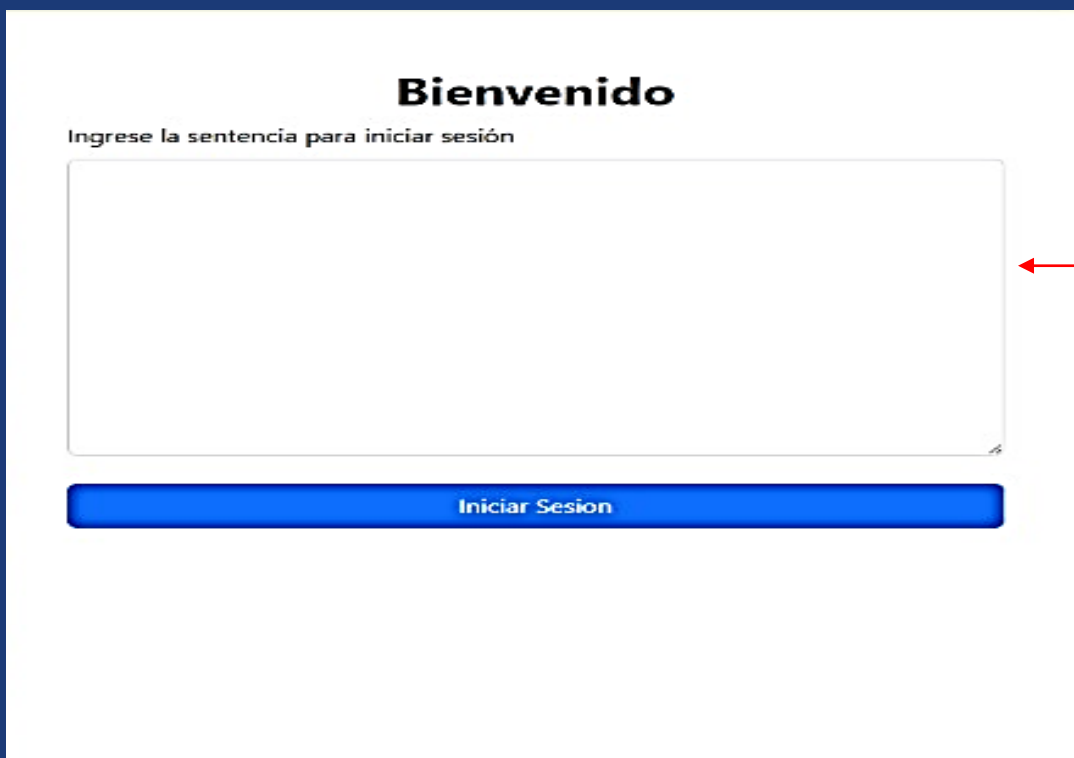 Bienvenido
Ingrese la sentencia para iniciar sesión
Iniciar Sesion